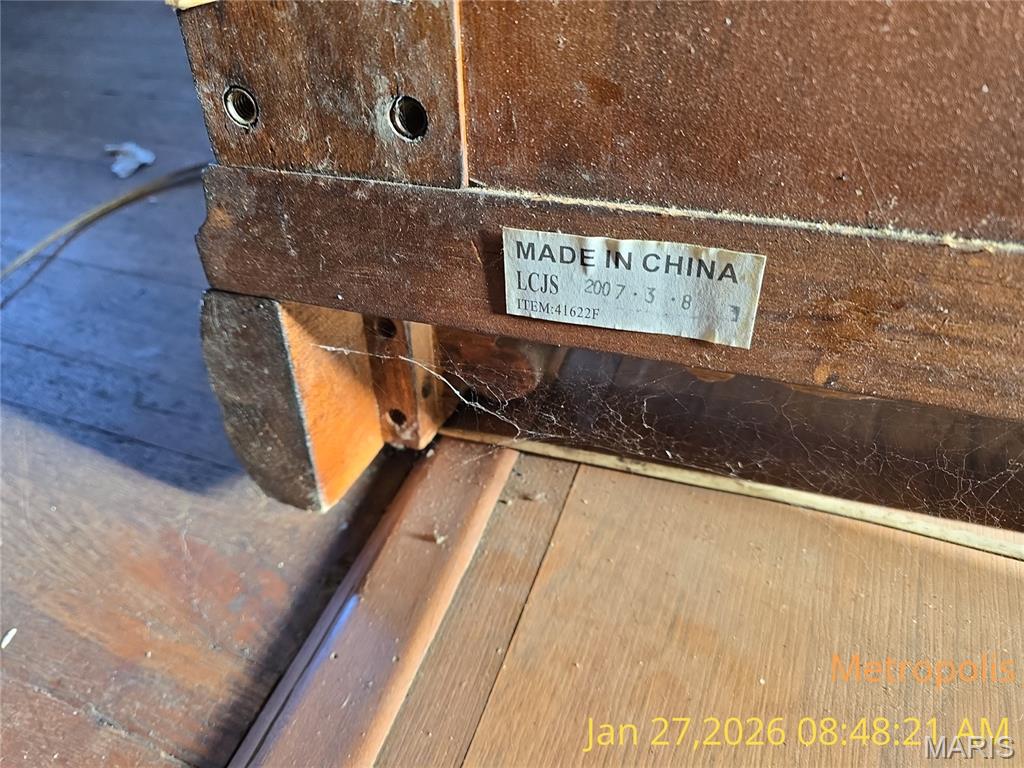 MADE IN CHINA
LCJS 2007.3.8
ITEM:41622F
Metropolis
Jan 27,2026 08:48:21 AM
MARIS